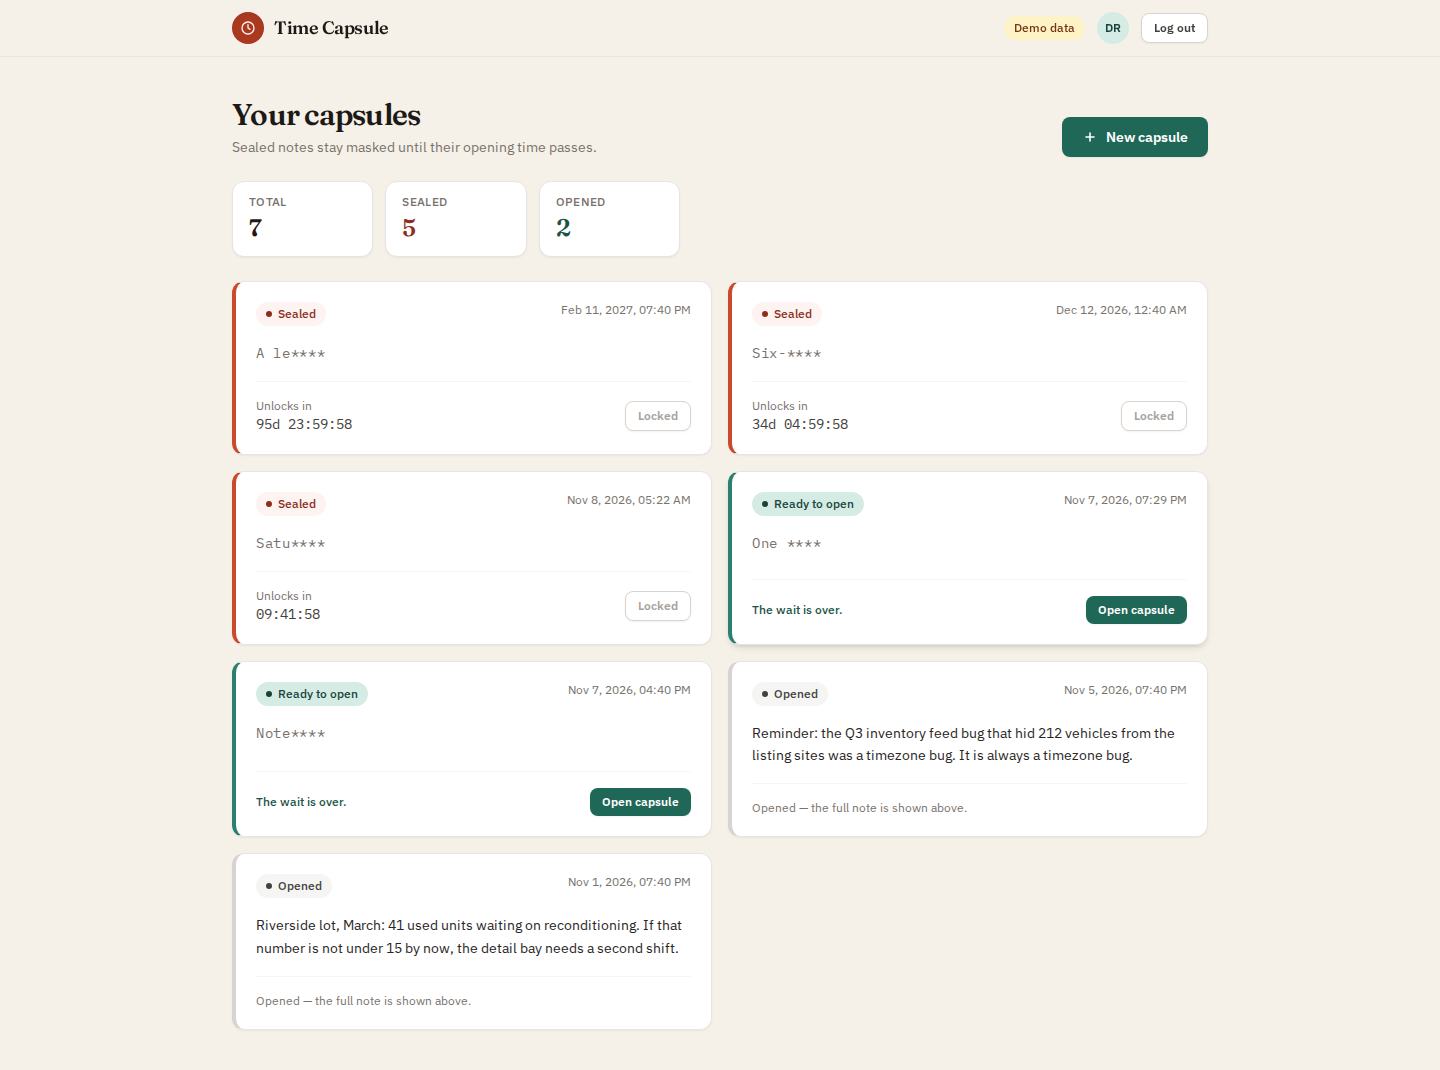 Time Capsule
Demo data
DR
Log out
Your capsules
Sealed notes stay masked until their opening time passes.
New capsule
TOTAL
7
SEALED
5
OPENED
2
Sealed
Feb 11, 2027, 07:40 PM
A le****
Unlocks in
95d 23:59:58
Locked
Sealed
Dec 12, 2026, 12:40 AM
Six-****
Unlocks in
34d 04:59:58
Locked
Sealed
Nov 8, 2026, 05:22 AM
Satu****
Unlocks in
09:41:58
Locked
Ready to open
Nov 7, 2026, 07:29 PM
One ****
The wait is over.
Open capsule
Ready to open
Nov 7, 2026, 04:40 PM
Note****
The wait is over.
Open capsule
Opened
Nov 5, 2026, 07:40 PM
Reminder: the Q3 inventory feed bug that hid 212 vehicles from the
listing sites was a timezone bug. It is always a timezone bug.
Opened — the full note is shown above.
Opened
Nov 1, 2026, 07:40 PM
Riverside lot, March: 41 used units waiting on reconditioning. If that
number is not under 15 by now, the detail bay needs a second shift.
Opened — the full note is shown above.